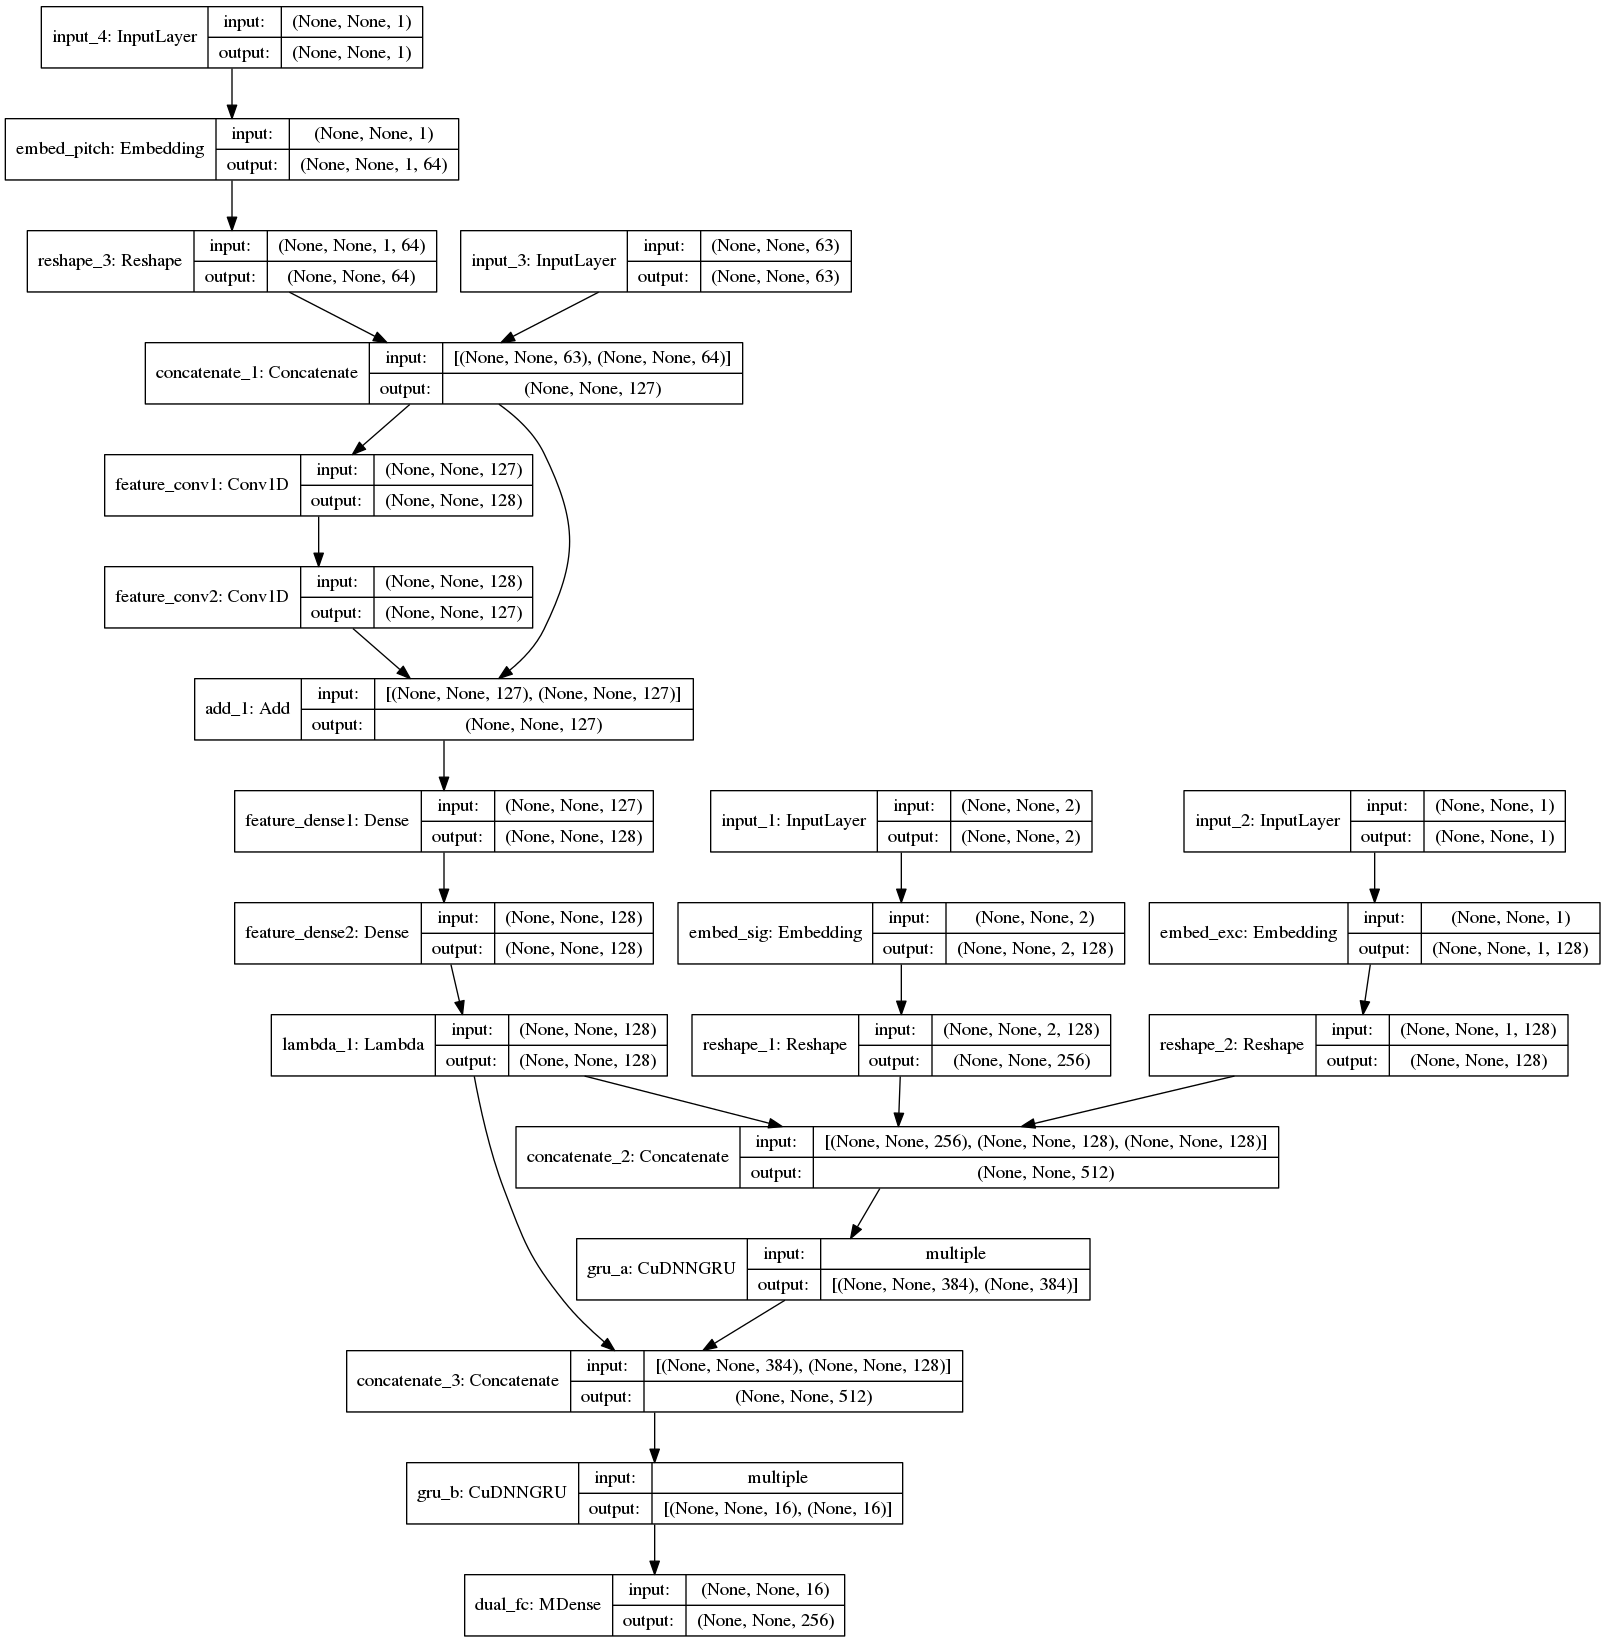 input_4: InputLayer
input:
(None, None, 1)
output:
(None, None, 1)
embed_pitch: Embedding
input:
(None, None, 1)
output:
(None, None, 1, 64)
reshape_3: Reshape
input:
(None, None, 1, 64)
output:
(None, None, 64)
input_3: InputLayer
input:
(None, None, 63)
output:
(None, None, 63)
concatenate_1: Concatenate
input:
[(None, None, 63), (None, None, 64)]
output:
(None, None, 127)
feature_conv1: Conv1D
input:
(None, None, 127)
output:
(None, None, 128)
feature_conv2: Conv1D
input:
(None, None, 128)
output:
(None, None, 127)
add_1: Add
input:
[(None, None, 127), (None, None, 127)]
output:
(None, None, 127)
feature_dense1: Dense
input:
(None, None, 127)
output:
(None, None, 128)
input_1: InputLayer
input:
(None, None, 2)
output:
(None, None, 2)
input_2: InputLayer
input:
(None, None, 1)
output:
(None, None, 1)
feature_dense2: Dense
input:
(None, None, 128)
output:
(None, None, 128)
embed_sig: Embedding
input:
(None, None, 2)
output:
(None, None, 2, 128)
embed_exc: Embedding
input:
(None, None, 1)
output:
(None, None, 1, 128)
lambda_1: Lambda
input:
(None, None, 128)
output:
(None, None, 128)
reshape_1: Reshape
input:
(None, None, 2, 128)
output:
(None, None, 256)
reshape_2: Reshape
input:
(None, None, 1, 128)
output:
(None, None, 128)
concatenate_2: Concatenate
input:
[(None, None, 256), (None, None, 128), (None, None, 128)]
output:
(None, None, 512)
gru_a: CuDNNGRU
input:
multiple
output:
[(None, None, 384), (None, 384)]
concatenate_3: Concatenate
input:
[(None, None, 384), (None, None, 128)]
output:
(None, None, 512)
gru_b: CuDNNGRU
input:
multiple
output:
[(None, None, 16), (None, 16)]
dual_fc: MDense
input:
(None, None, 16)
output:
(None, None, 256)